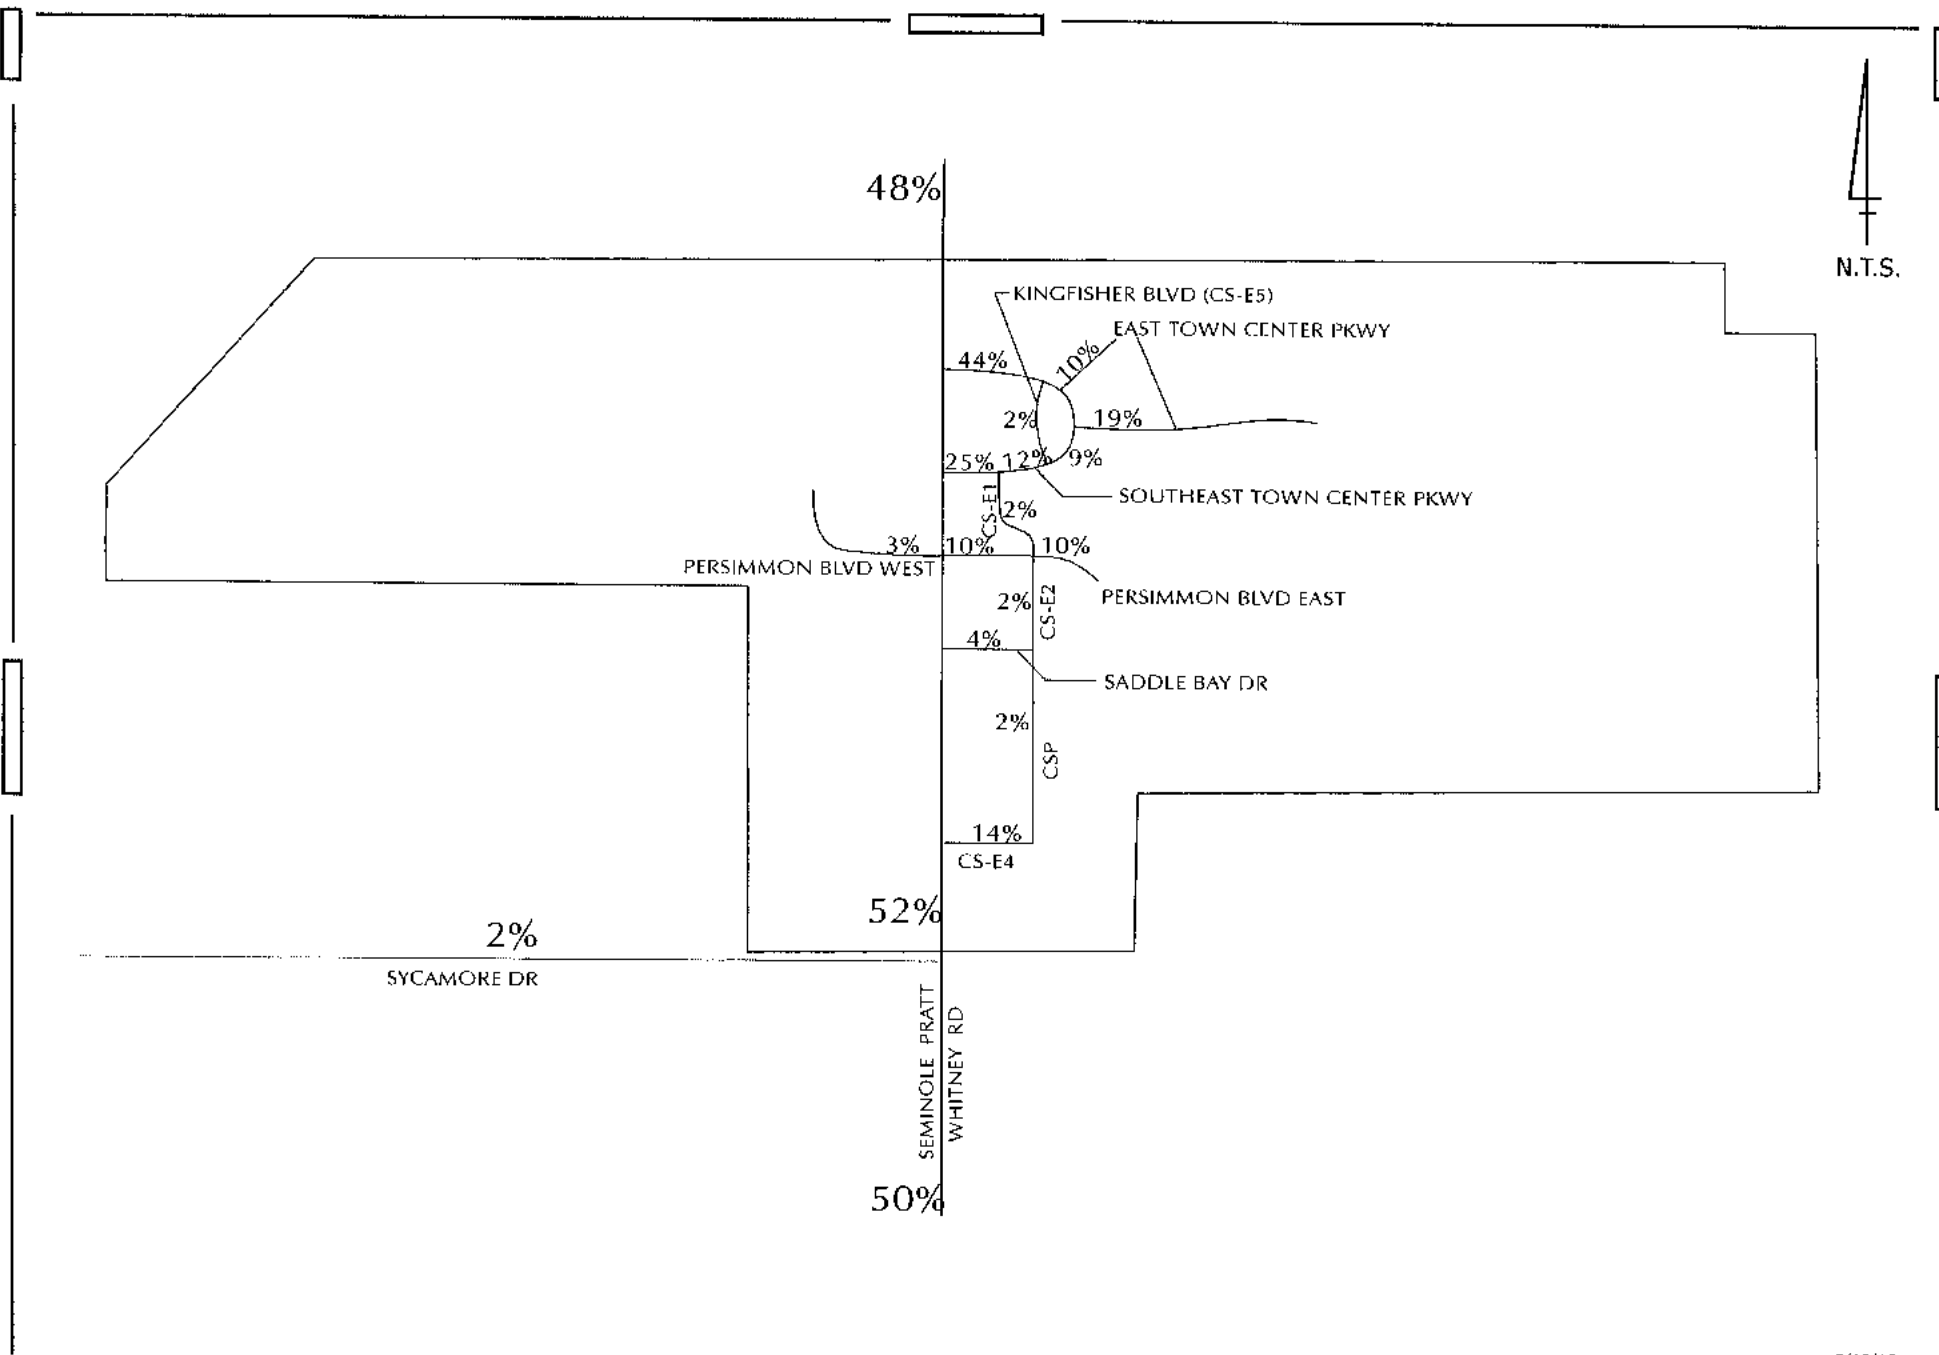 48%
N.T.S.
KINGFISHER BLVD (CS-E5)
EAST TOWN CENTER PKWY
44%
10%
2%
19%
25%
12%
9%
SOUTHEAST TOWN CENTER PKWY
CS-E1
2%
3%
10%
10%
PERSIMMON BLVD WEST
PERSIMMON BLVD EAST
2%
CS-E2
4%
SADDLE BAY DR
2%
CSP
14%
CS-E4
52%
2%
SYCAMORE DR
SEMINOLE PRATT
WHITNEY RD
50%